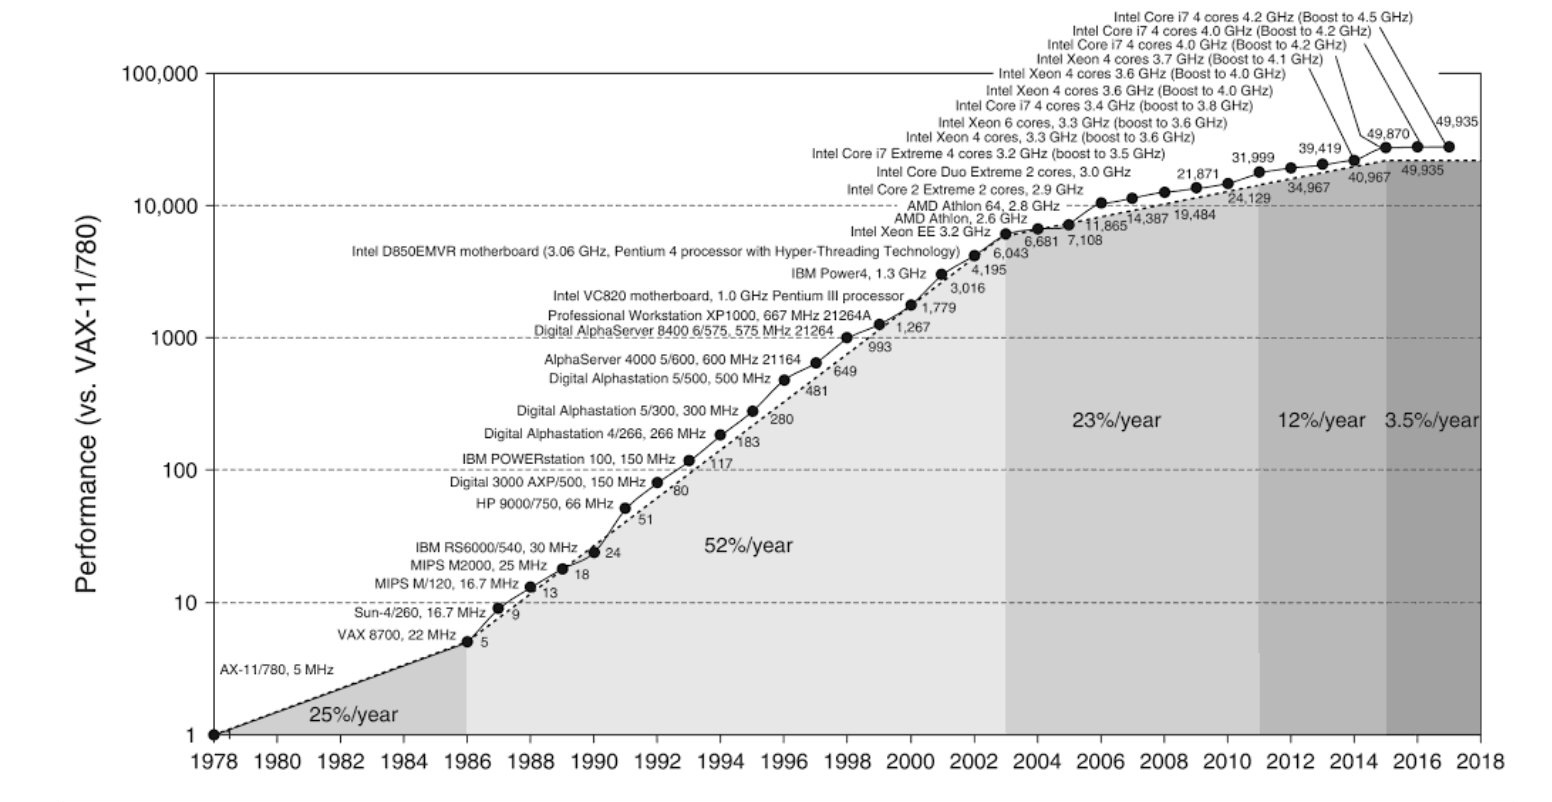 Intel Core i7 4 cores 4.2 GHz (Boost to 4.5 GHz)
Intel Core i7 4 cores 4.0 GHz (Boost to 4.2 GHz)
Intel Core i7 4 cores 4.0 GHz (Boost to 4.2 GHz)
Intel Xeon 4 cores 3.7 GHz (Boost to 4.1 GHz)
100,000
Intel Xeon 4 cores 3.6 GHz (Boost to 4.0 GHz)
Intel Xeon 4 cores 3.6 GHz (Boost to 4.0 GHz)
Intel Core i7 4 cores 3.4 GHz (boost to 3.8 GHz)
Intel Xeon 6 cores, 3.3 GHz (boost to 3.6 GHz)
49,935
Intel Xeon 4 cores, 3.3 GHz (boost to 3.6 GHz)
49,870
Intel Core i7 Extreme 4 cores 3.2 GHz (boost to 3.5 GHz)
39,419
31,999
Intel Core Duo Extreme 2 cores, 3.0 GHz
21,871
40,967
49,935
Intel Core 2 Extreme 2 cores, 2.9 GHz
34,967
24,129
10,000
AMD Athlon 64, 2.8 GHz
AMD Athlon, 2.6 GHz
11,865
14,387
19,484
Intel Xeon EE 3.2 GHz
6,681
7,108
Intel D850EMVR motherboard (3.06 GHz, Pentium 4 processor with Hyper-Threading Technology)
6,043
IBM Power4, 1.3 GHz
4,195
3,016
Intel VC820 motherboard, 1.0 GHz Pentium III processor
1,779
Professional Workstation XP1000, 667 MHz 21264A
1,267
Digital AlphaServer 8400 6/575, 575 MHz 21264
1000
993
AlphaServer 4000 5/600, 600 MHz 21164
649
Digital Alphastation 5/500, 500 MHz
481
Digital Alphastation 5/300, 300 MHz
280
23%/year
12%/year
3.5%/year
Digital Alphastation 4/266, 266 MHz
183
IBM POWERstation 100, 150 MHz
117
100
Digital 3000 AXP/500, 150 MHz
80
HP 9000/750, 66 MHz
51
52%/year
IBM RS6000/540, 30 MHz
24
MIPS M2000, 25 MHz
18
MIPS M/120, 16.7 MHz
13
10
Sun-4/260, 16.7 MHz
9
VAX 8700, 22 MHz
5
AX-11/780, 5 MHz
25%/year
1
Performance (vs. VAX-11/780)
1978 1980 1982 1984 1986 1988 1990 1992 1994 1996 1998 2000 2002 2004 2006 2008 2010 2012 2014 2016 2018